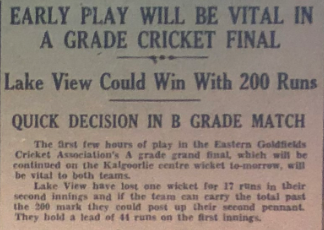 EARLY PLAY WILL BE VITAL IN
A GRADE CRICKET FINAL
Lake View Could Win With 200 Runs
QUICK DECISION IN B GRADE MATCH
The first few hours of play in the Eastern Goldfields
Cricket Association's A grade grand final, which will be
continued on the Kalgoorlie centre wicket to-morrow, will
be vital to both teams.
Lake View have lost one wicket for 17 runs in their
second innings and if the team can carry the total past
the 200 mark they could post up their second pennant.
They hold a lead of 44 runs on the first innings.